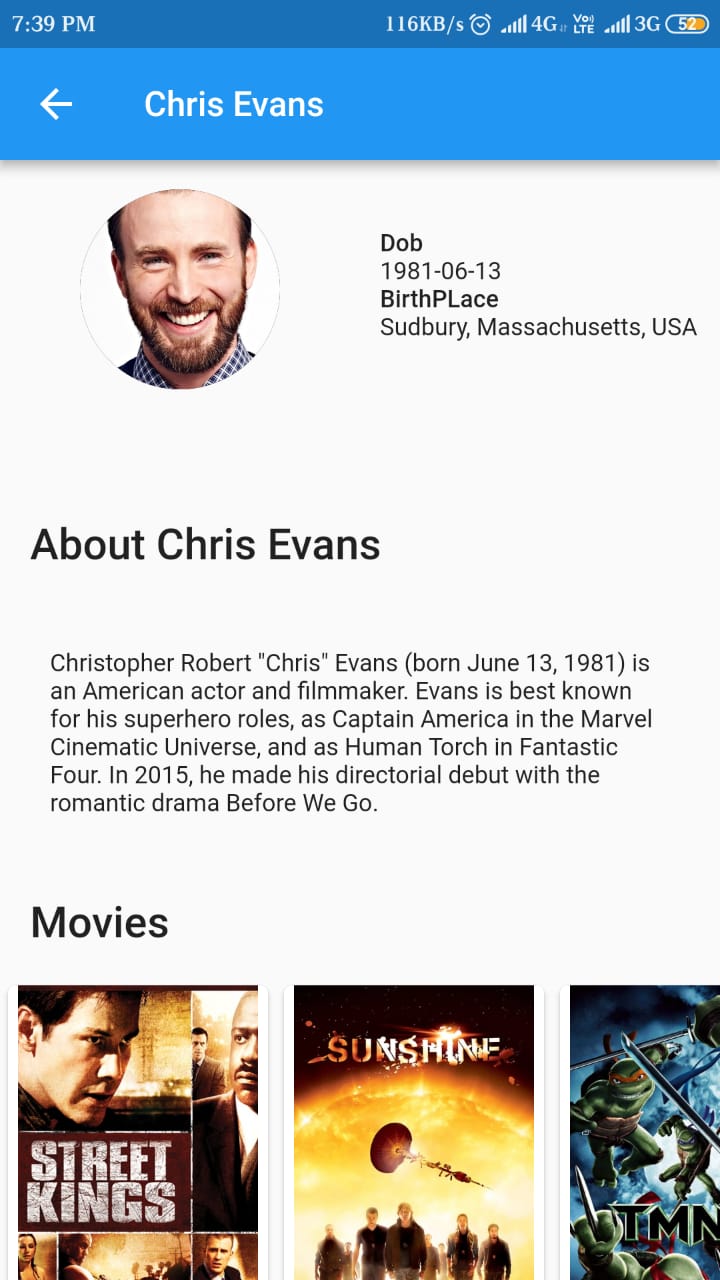 7:39 PM 116KB/s 4G Vo)) LTE 3G 52
Chris Evans
Dob
1981-06-13
BirthPLace
Sudbury, Massachusetts, USA
About Chris Evans
Christopher Robert "Chris" Evans (born June 13, 1981) is
an American actor and filmmaker. Evans is best known
for his superhero roles, as Captain America in the Marvel
Cinematic Universe, and as Human Torch in Fantastic
Four. In 2015, he made his directorial debut with the
romantic drama Before We Go.
Movies
STREET
KINGS
SUNSHINE
TMN